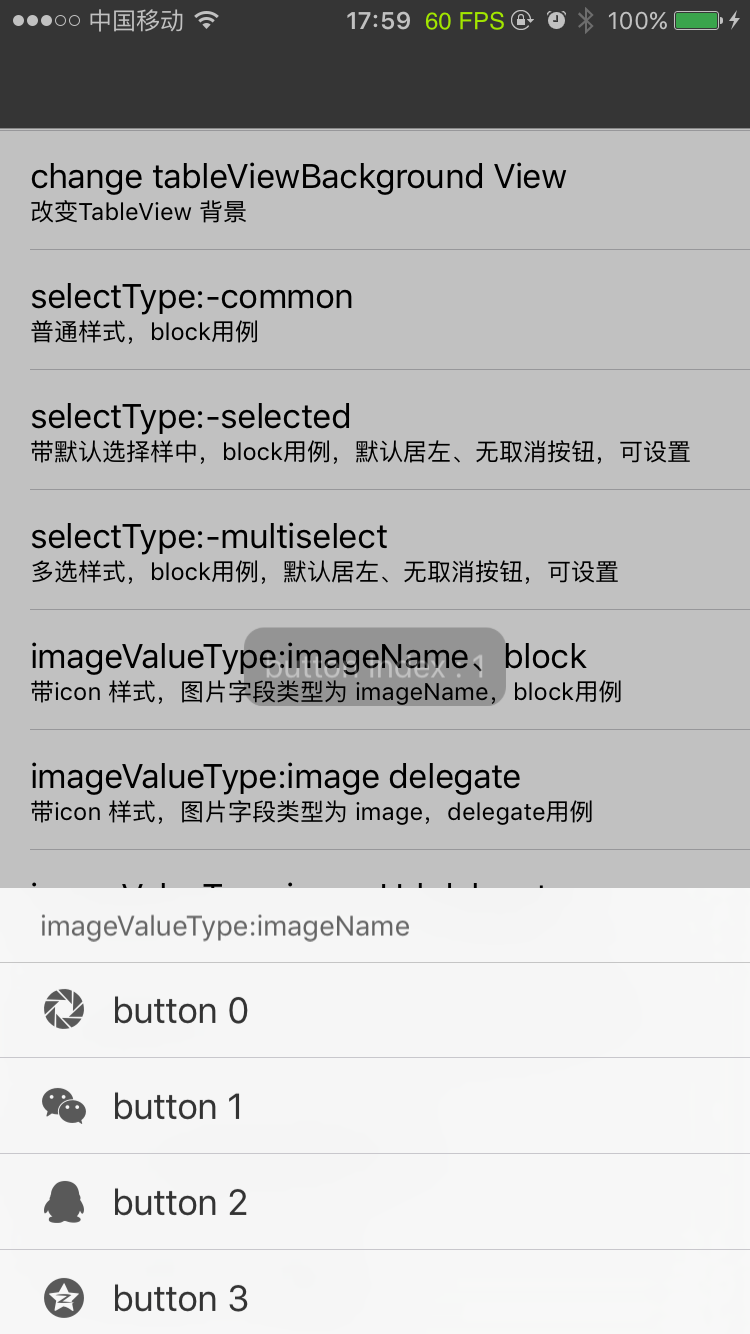 中国移动 17:59 60 FPS 100%
change tableViewBackground View
改变TableView 背景
selectType:-common
普通样式，block用例
selectType:-selected
带默认选择样中，block用例，默认居左、无取消按钮，可设置
selectType:-multiselect
多选样式，block用例，默认居左、无取消按钮，可设置
imageValueType:imageName、block
button index : 1
带icon 样式，图片字段类型为 imageName，block用例
imageValueType:image delegate
带icon 样式，图片字段类型为 image，delegate用例
imageValueType:imageName
button 0
button 1
button 2
button 3